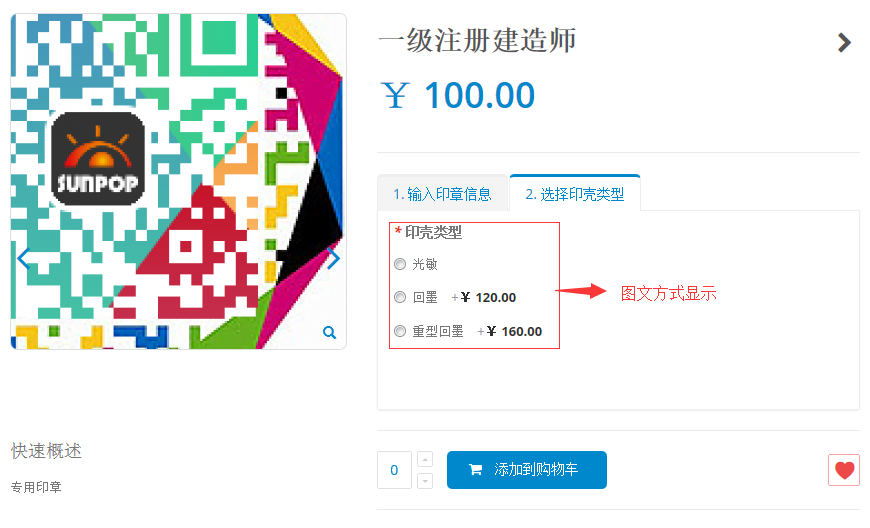 SUNPOP
一级注册建造师
￥ 100.00
1. 输入印章信息
2. 选择印壳类型
* 印壳类型
光敏
回墨 +￥ 120.00
重型回墨 +￥ 160.00
图文方式显示
快速概述
专用印章
0
添加到购物车